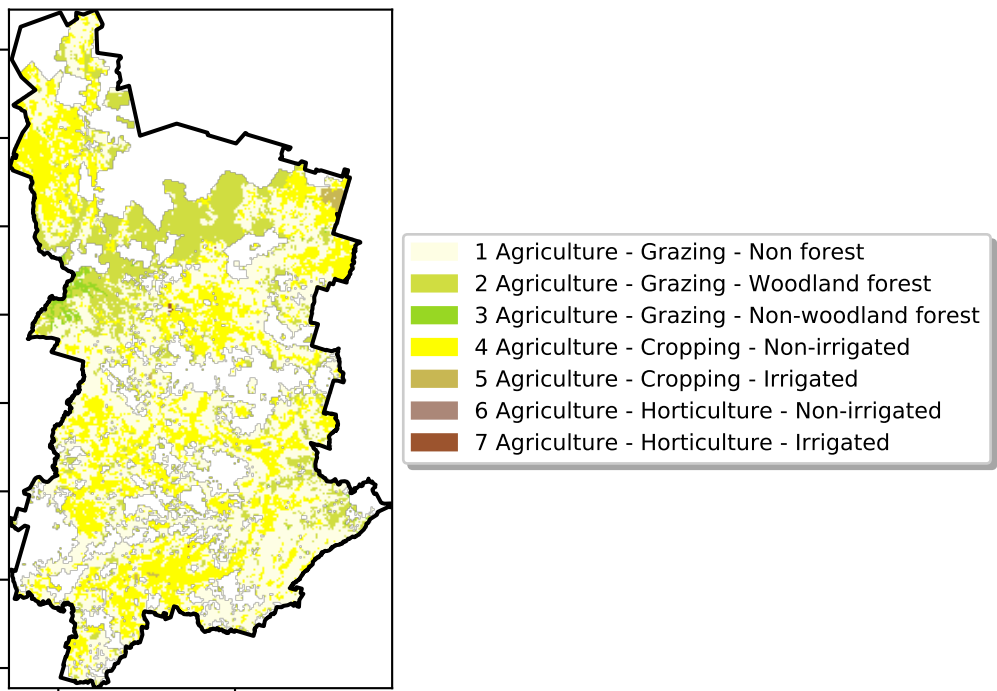 1 Agriculture - Grazing - Non forest
2 Agriculture - Grazing - Woodland forest
3 Agriculture - Grazing - Non-woodland forest
4 Agriculture - Cropping - Non-irrigated
5 Agriculture - Cropping - Irrigated
6 Agriculture - Horticulture - Non-irrigated
7 Agriculture - Horticulture - Irrigated